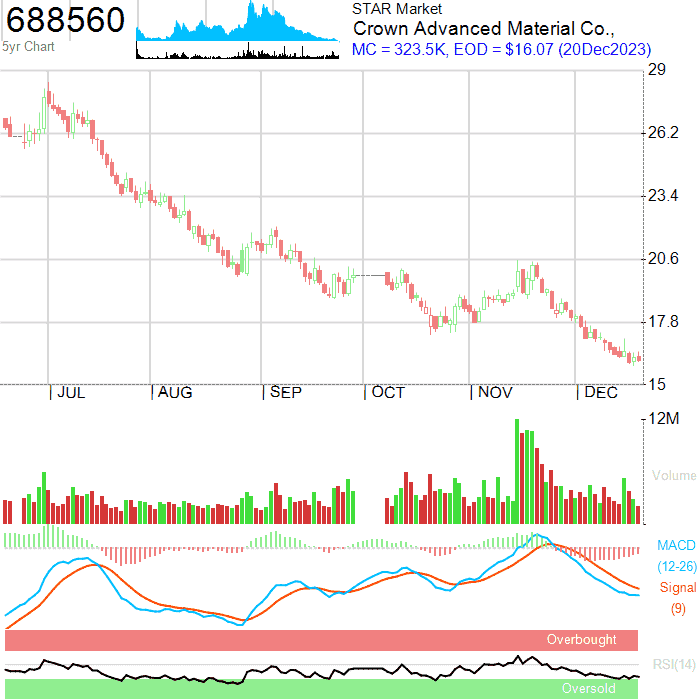 688560
5yr Chart
STAR Market
Crown Advanced Material Co.,
MC = 323.5K, EOD = $16.07 (20Dec2023)
29
26.2
23.4
20.6
17.8
15
JUL
AUG
SEP
OCT
NOV
DEC
12M
Volume
MACD
(12-26)
Signal
(9)
Overbought
RSI(14)
Oversold